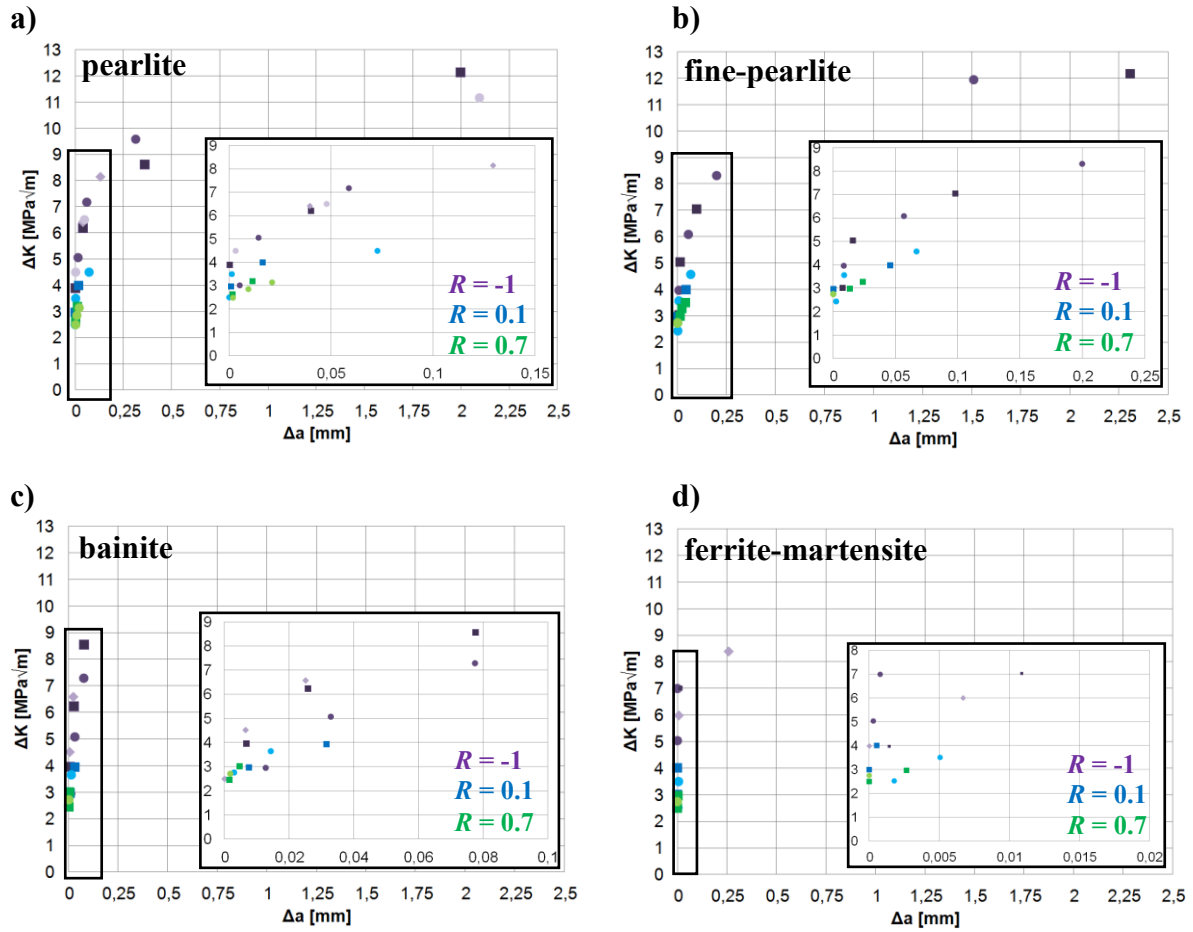 a)
pearlite
13
12
11
10
9
8
7
6
5
4
3
2
1
0
ΔK [MPa√m]
0 0,25 0,5 0,75 1 1,25 1,5 1,75 2 2,25 2,5
Δa [mm]
9
8
7
6
5
4
3
2
1
0
0 0,05 0,1 0,15
R = -1
R = 0.1
R = 0.7
b)
fine-pearlite
13
12
11
10
9
8
7
6
5
4
3
2
1
0
ΔK [MPa√m]
0 0,25 0,5 0,75 1 1,25 1,5 1,75 2 2,25 2,5
Δa [mm]
9
8
7
6
5
4
3
2
1
0
0 0,05 0,1 0,15 0,2 0,25
R = -1
R = 0.1
R = 0.7
c)
bainite
13
12
11
10
9
8
7
6
5
4
3
2
1
0
ΔK [MPa√m]
0 0,25 0,5 0,75 1 1,25 1,5 1,75 2 2,25 2,5
Δa [mm]
9
8
7
6
5
4
3
2
1
0
0 0,02 0,04 0,06 0,08 0,1
R = -1
R = 0.1
R = 0.7
d)
ferrite-martensite
13
12
11
10
9
8
7
6
5
4
3
2
1
0
ΔK [MPa√m]
0 0,25 0,5 0,75 1 1,25 1,5 1,75 2 2,25 2,5
Δa [mm]
8
7
6
5
4
3
2
1
0
0 0,005 0,01 0,015 0,02
R = -1
R = 0.1
R = 0.7